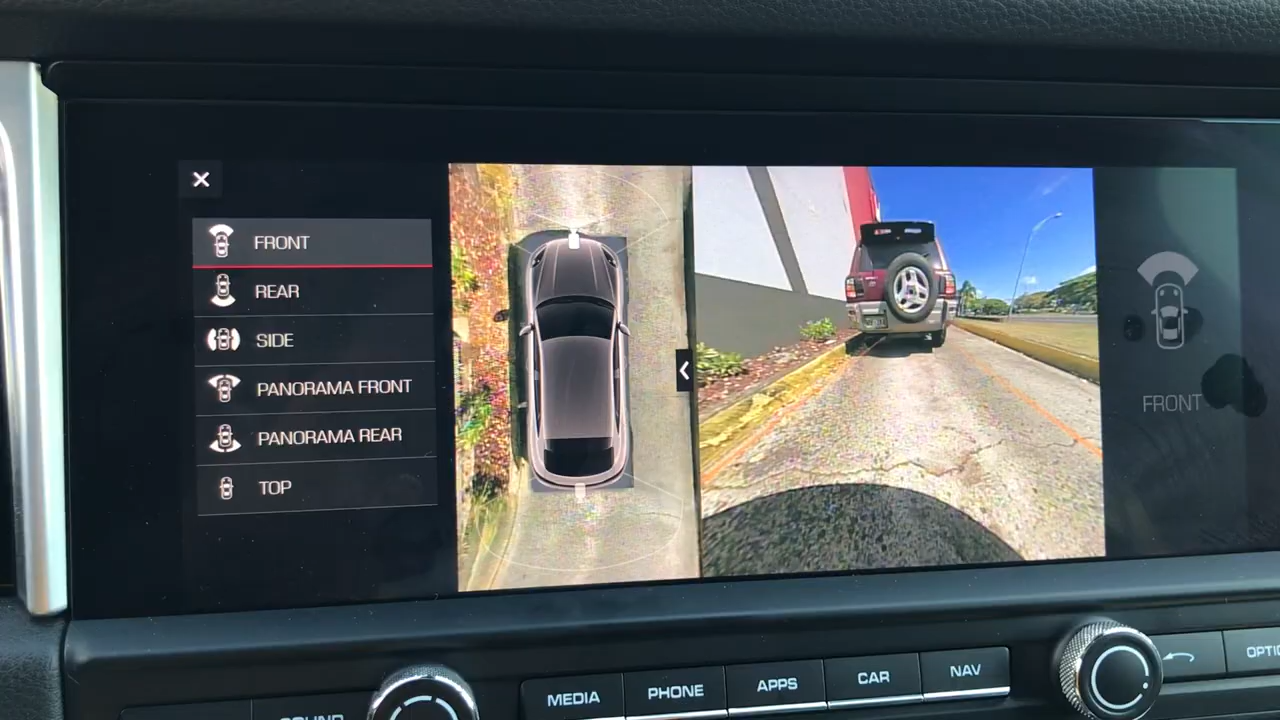 FRONT
REAR
SIDE
PANORAMA FRONT
PANORAMA REAR
TOP
FRONT
MEDIA
PHONE
APPS
CAR
NAV